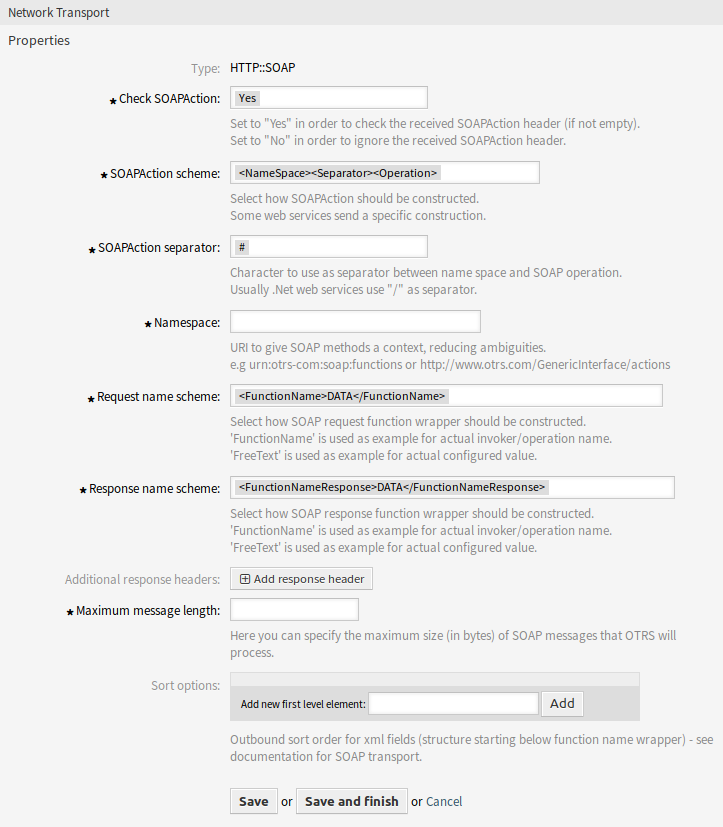 Network Transport
Properties
Type: HTTP::SOAP
★ Check SOAPAction: Yes
Set to "Yes" in order to check the received SOAPAction header (if not empty).
Set to "No" in order to ignore the received SOAPAction header.
★ SOAPAction scheme: <NameSpace><Separator><Operation>
Select how SOAPAction should be constructed.
Some web services send a specific construction.
★ SOAPAction separator: #
Character to use as separator between name space and SOAP operation.
Usually .Net web services use "/" as separator.
★ Namespace:
URI to give SOAP methods a context, reducing ambiguities.
e.g urn:otrs-com:soap:functions or http://www.otrs.com/GenericInterface/actions
★ Request name scheme: <FunctionName>DATA</FunctionName>
Select how SOAP request function wrapper should be constructed.
'FunctionName' is used as example for actual invoker/operation name.
'FreeText' is used as example for actual configured value.
★ Response name scheme: <FunctionNameResponse>DATA</FunctionNameResponse>
Select how SOAP response function wrapper should be constructed.
'FunctionName' is used as example for actual invoker/operation name.
'FreeText' is used as example for actual configured value.
Additional response headers: Add response header
★ Maximum message length:
Here you can specify the maximum size (in bytes) of SOAP messages that OTRS will
process.
Sort options:
Add new first level element: Add
Outbound sort order for xml fields (structure starting below function name wrapper) - see
documentation for SOAP transport.
Save or Save and finish or Cancel